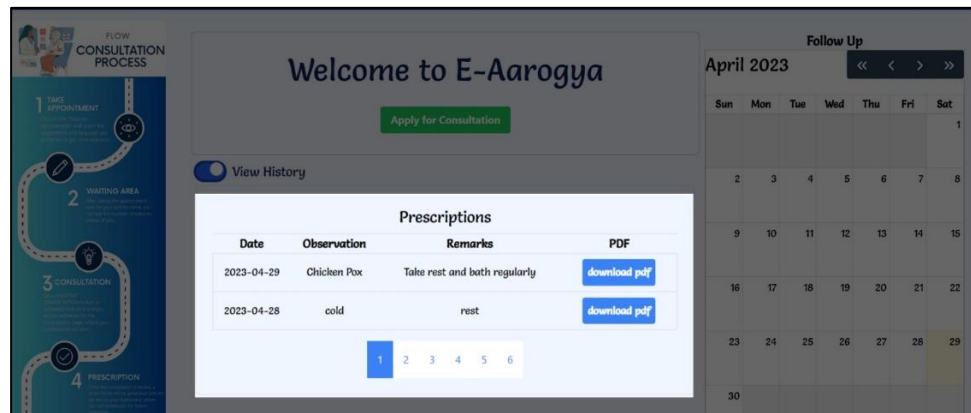 FLOW
CONSULTATION
PROCESS
1 TAKE
APPOINTMENT
2 WAITING AREA
3 CONSULTATION
4 PRESCRIPTION
Welcome to E-Aarogya
Apply for Consultation
View History
Prescriptions
Date Observation Remarks PDF
2023-04-29 Chicken Pox Take rest and bath regularly download pdf
2023-04-28 cold rest download pdf
1 2 3 4 5 6
Follow Up
April 2023 « < > »
Sun Mon Tue Wed Thu Fri Sat
1
2 3 4 5 6 7 8
9 10 11 12 13 14 15
16 17 18 19 20 21 22
23 24 25 26 27 28 29
30